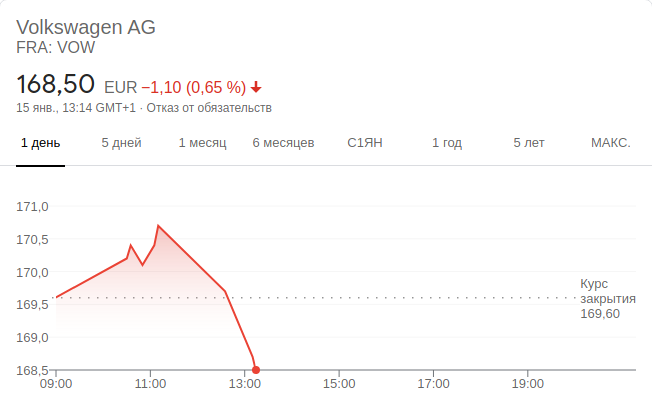 Volkswagen AG
FRA: VOW
168,50 EUR −1,10 (0,65 %)
15 янв., 13:14 GMT+1 · Отказ от обязательств
1 день 5 дней 1 месяц 6 месяцев С1ЯН 1 год 5 лет МАКС.
171,0
170,5
170,0
169,5
169,0
168,5
Курс
закрытия
169,60
09:00 11:00 13:00 15:00 17:00 19:00